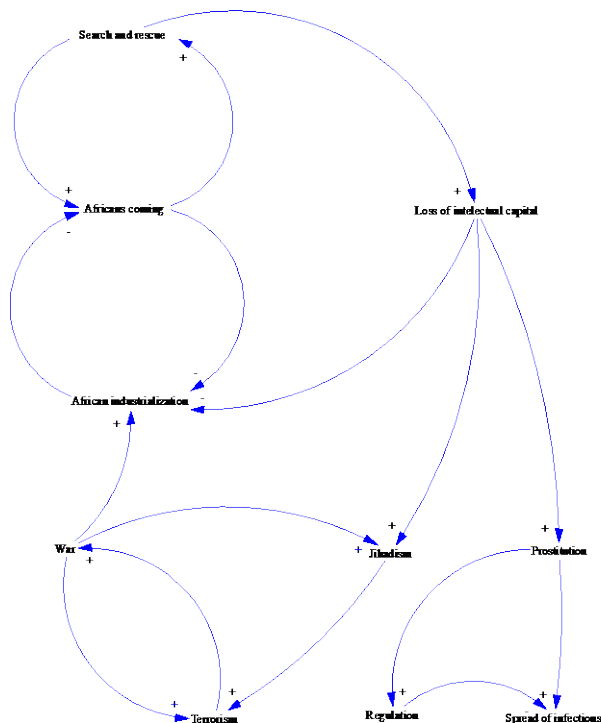 Search and rescue
+
+
+
Africans coming
Loss of intelectual capital
-
-
African industrialization
-
+
+
+
War
+
Jihadism
Prostitution
+
+
+
+
+
Terrorism
Regulation
Spread of infections